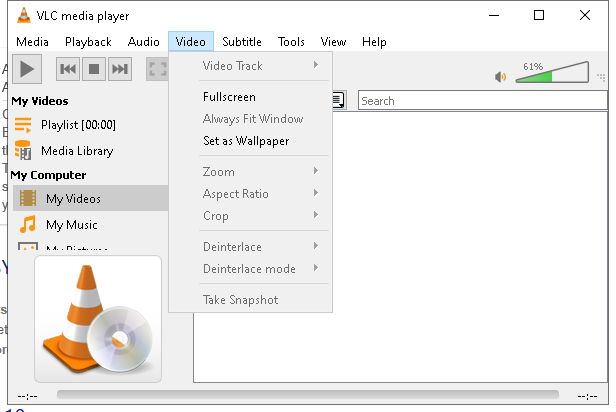 VLC media player
Media Playback Audio Video Subtitle Tools View Help
Video Track
Fullscreen
Always Fit Window
Set as Wallpaper
Zoom
Aspect Ratio
Crop
Deinterlace
Deinterlace mode
Take Snapshot
61%
Search
My Videos
Playlist [00:00]
Media Library
My Computer
My Videos
My Music
My Pictures
--:-- --:--